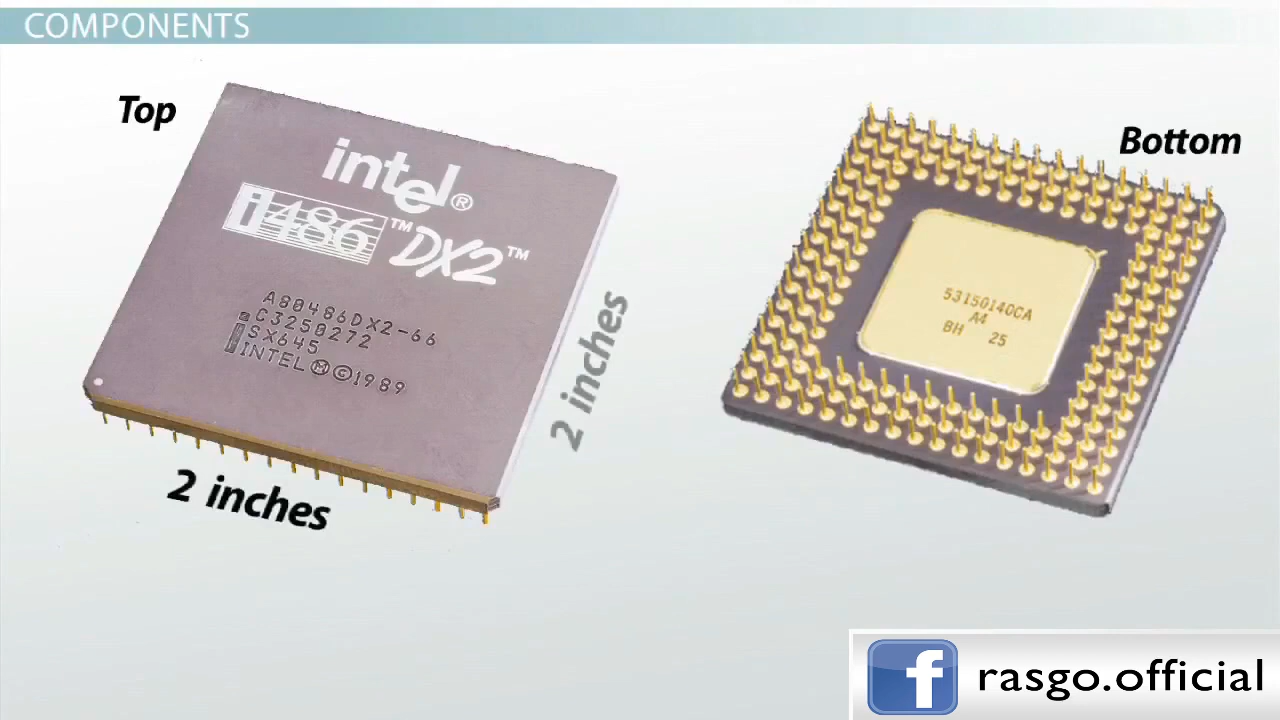 COMPONENTS
Top
intel®
i486™ DX2™
A80486DX2-66
C3250272
SX645
INTEL Ⓜ ©1989
2 inches
2 inches
Bottom
53150140CA
A4
BH 25
f rasgo.official